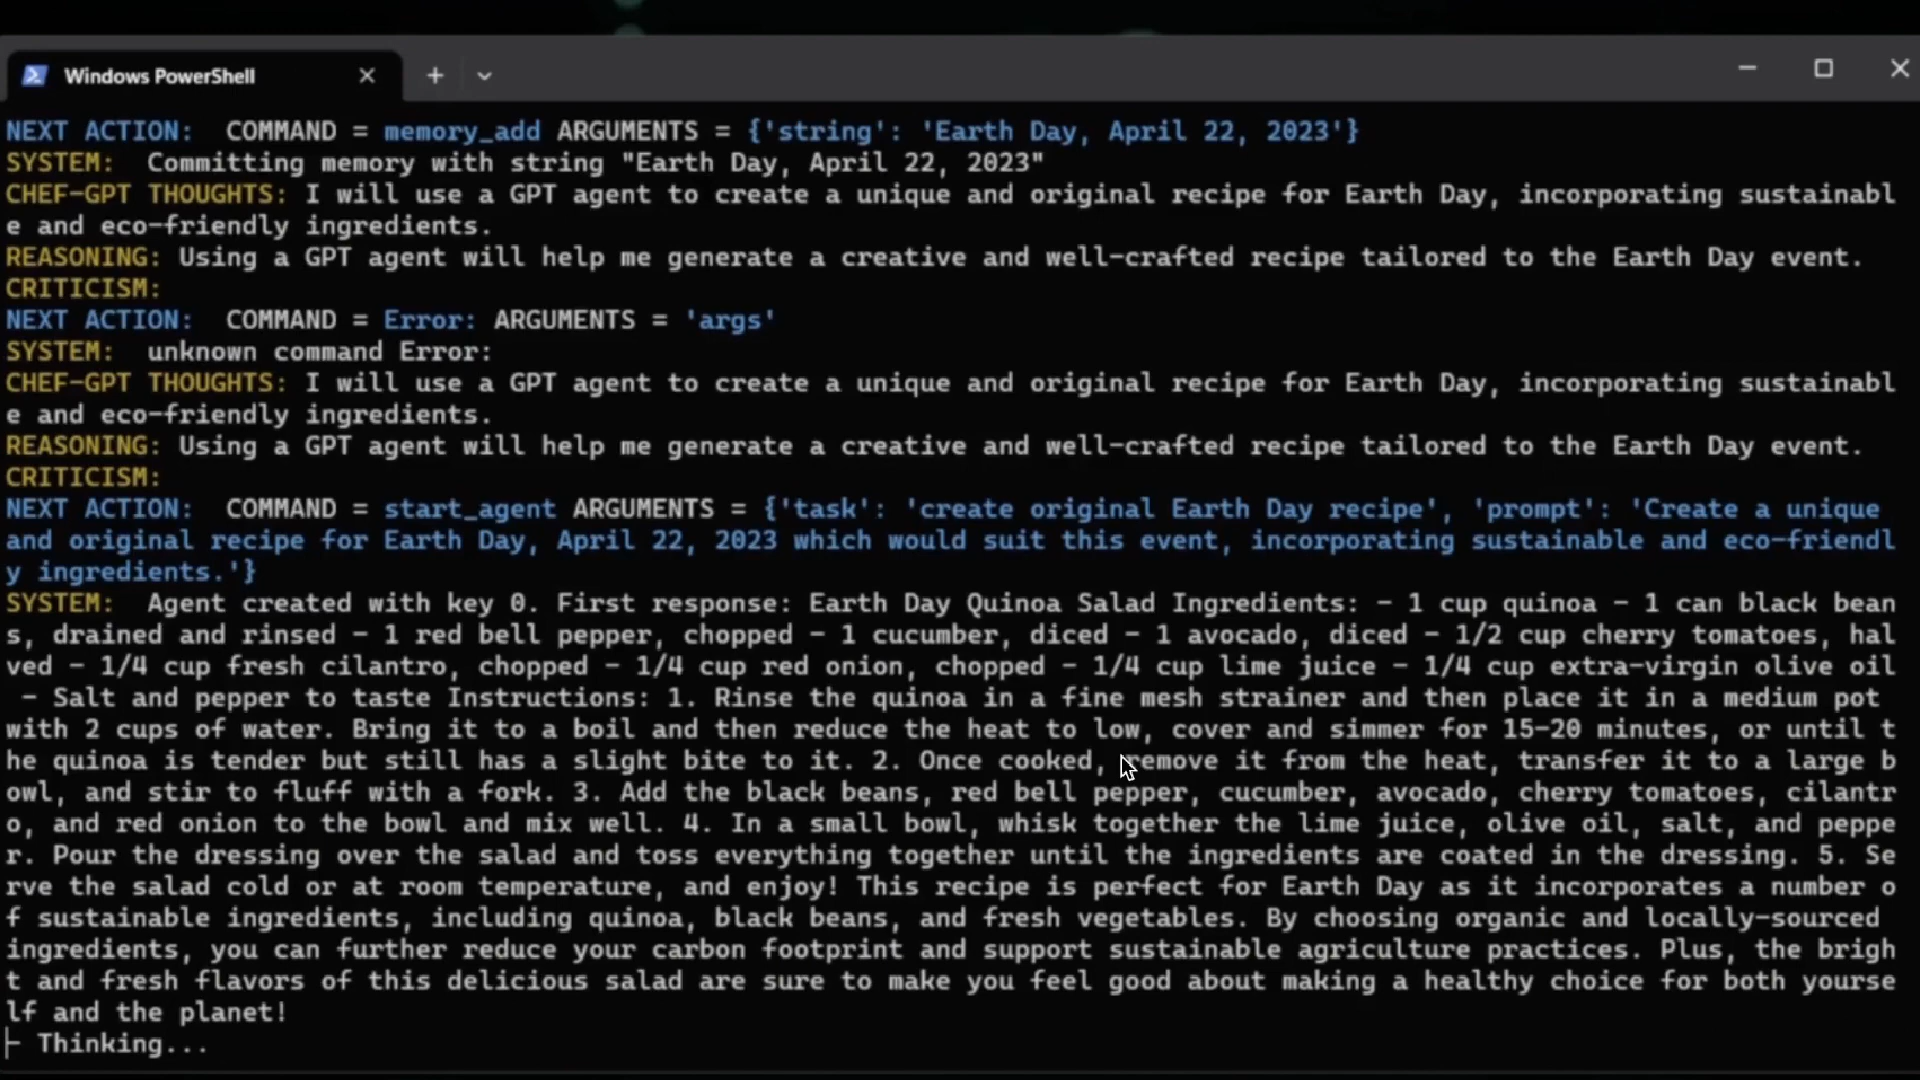 Windows PowerShell
NEXT ACTION:  COMMAND = memory_add ARGUMENTS = {'string': 'Earth Day, April 22, 2023'}
SYSTEM:  Committing memory with string "Earth Day, April 22, 2023"
CHEF-GPT THOUGHTS: I will use a GPT agent to create a unique and original recipe for Earth Day, incorporating sustainabl
e and eco-friendly ingredients.
REASONING: Using a GPT agent will help me generate a creative and well-crafted recipe tailored to the Earth Day event.
CRITICISM:
NEXT ACTION:  COMMAND = Error: ARGUMENTS = 'args'
SYSTEM:  unknown command Error:
CHEF-GPT THOUGHTS: I will use a GPT agent to create a unique and original recipe for Earth Day, incorporating sustainabl
e and eco-friendly ingredients.
REASONING: Using a GPT agent will help me generate a creative and well-crafted recipe tailored to the Earth Day event.
CRITICISM:
NEXT ACTION:  COMMAND = start_agent ARGUMENTS = {'task': 'create original Earth Day recipe', 'prompt': 'Create a unique
and original recipe for Earth Day, April 22, 2023 which would suit this event, incorporating sustainable and eco-friendl
y ingredients.'}
SYSTEM:  Agent created with key 0. First response: Earth Day Quinoa Salad Ingredients: - 1 cup quinoa - 1 can black bean
s, drained and rinsed - 1 red bell pepper, chopped - 1 cucumber, diced - 1 avocado, diced - 1/2 cup cherry tomatoes, hal
ved - 1/4 cup fresh cilantro, chopped - 1/4 cup red onion, chopped - 1/4 cup lime juice - 1/4 cup extra-virgin olive oil
 - Salt and pepper to taste Instructions: 1. Rinse the quinoa in a fine mesh strainer and then place it in a medium pot
with 2 cups of water. Bring it to a boil and then reduce the heat to low, cover and simmer for 15-20 minutes, or until t
he quinoa is tender but still has a slight bite to it. 2. Once cooked, remove it from the heat, transfer it to a large b
owl, and stir to fluff with a fork. 3. Add the black beans, red bell pepper, cucumber, avocado, cherry tomatoes, cilantr
o, and red onion to the bowl and mix well. 4. In a small bowl, whisk together the lime juice, olive oil, salt, and peppe
r. Pour the dressing over the salad and toss everything together until the ingredients are coated in the dressing. 5. Se
rve the salad cold or at room temperature, and enjoy! This recipe is perfect for Earth Day as it incorporates a number o
f sustainable ingredients, including quinoa, black beans, and fresh vegetables. By choosing organic and locally-sourced
ingredients, you can further reduce your carbon footprint and support sustainable agriculture practices. Plus, the brigh
t and fresh flavors of this delicious salad are sure to make you feel good about making a healthy choice for both yourse
lf and the planet!
- Thinking...